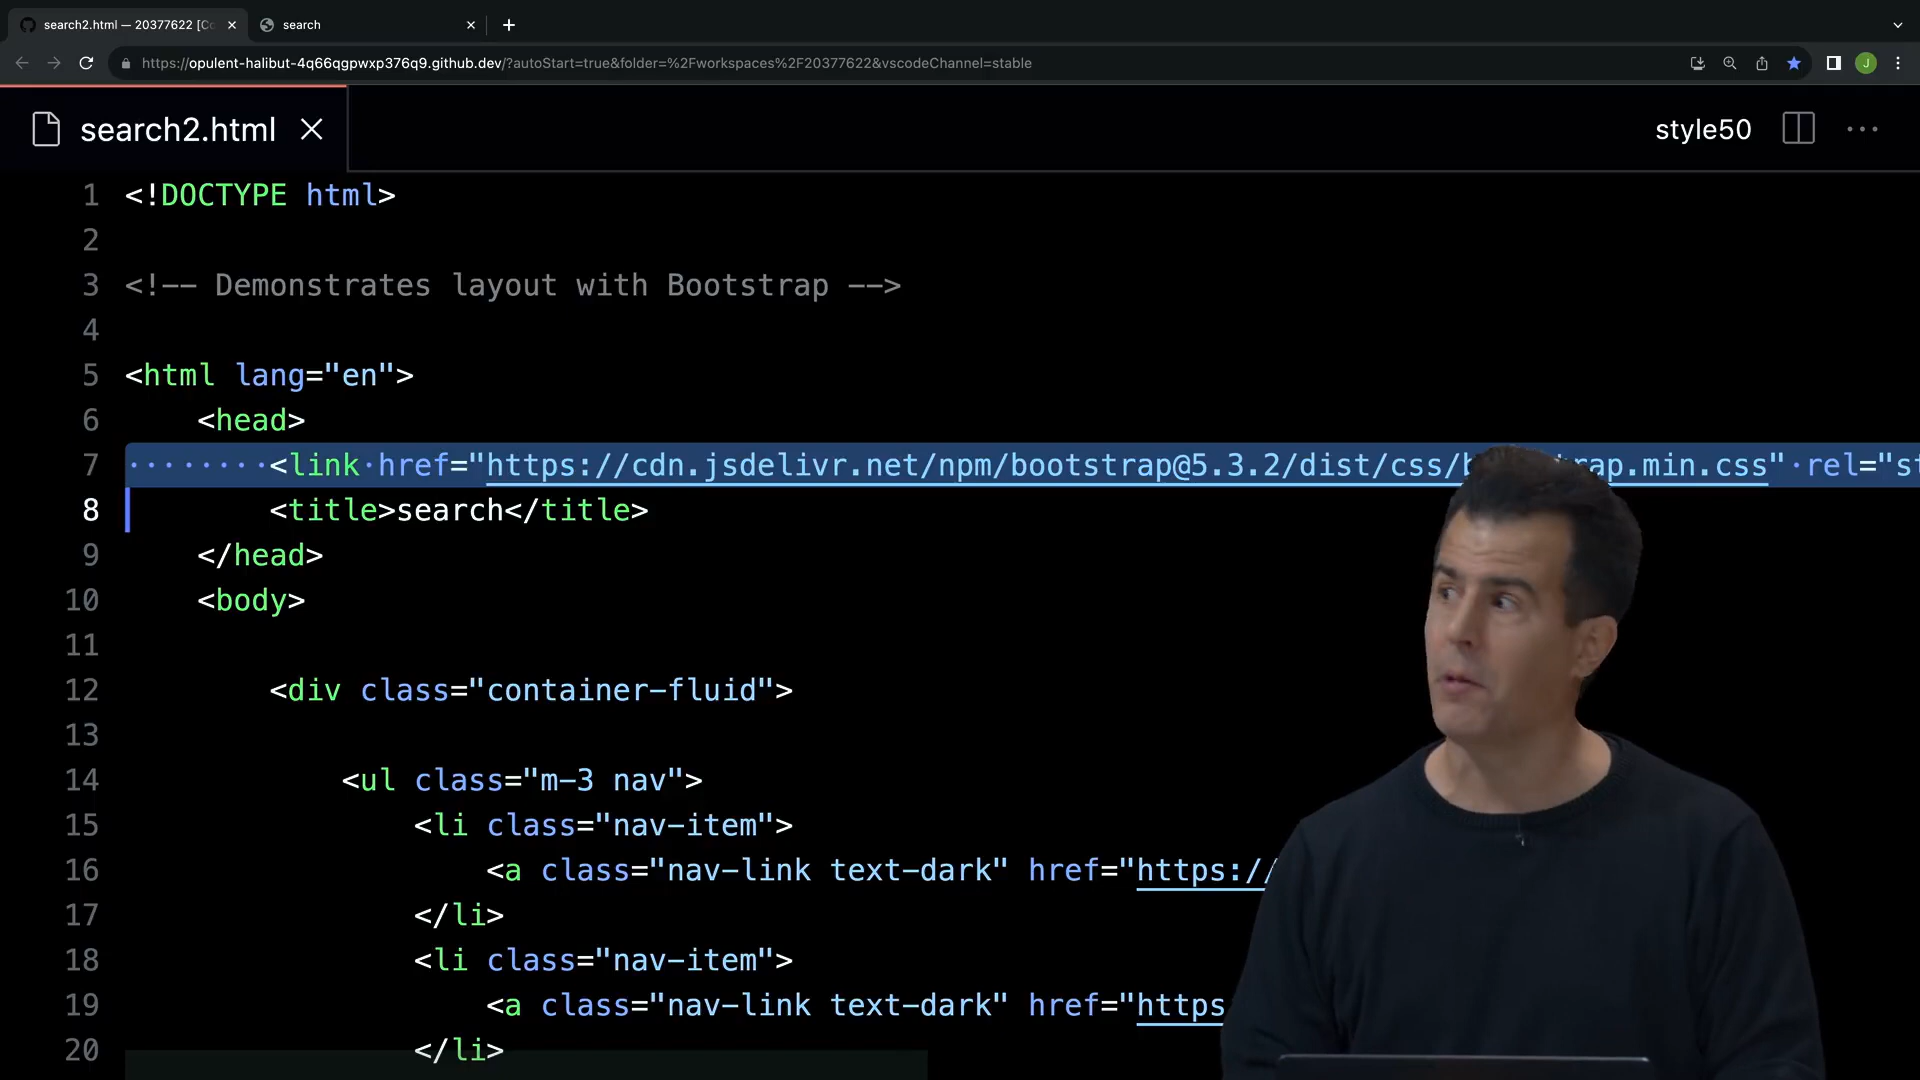 search2.html — 20377622 [Co
search
https://opulent-halibut-4q66qgpwxp376q9.github.dev/?autoStart=true&folder=%2Fworkspaces%2F20377622&vscodeChannel=stable
J
search2.html
style50
1 <!DOCTYPE html>
2
3 <!-- Demonstrates layout with Bootstrap -->
4
5 <html lang="en">
6 <head>
7 <link href="https://cdn.jsdelivr.net/npm/bootstrap@5.3.2/dist/css/bootstrap.min.css" rel="st
8 <title>search</title>
9 </head>
10 <body>
11
12 <div class="container-fluid">
13
14 <ul class="m-3 nav">
15 <li class="nav-item">
16 <a class="nav-link text-dark" href="https://
17 </li>
18 <li class="nav-item">
19 <a class="nav-link text-dark" href="https
20 </li>